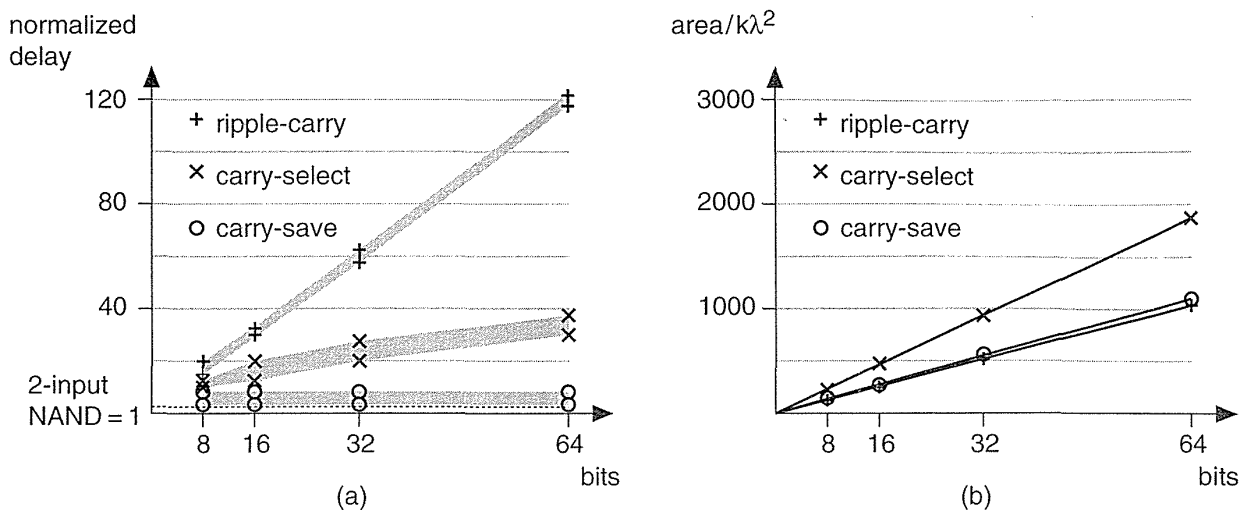 normalized
delay
120
80
40
2-input
NAND = 1
+ ripple-carry
× carry-select
o carry-save
8 16 32 64
bits
(a)
area/kλ²
3000
2000
1000
0
+ ripple-carry
× carry-select
o carry-save
8 16 32 64
bits
(b)